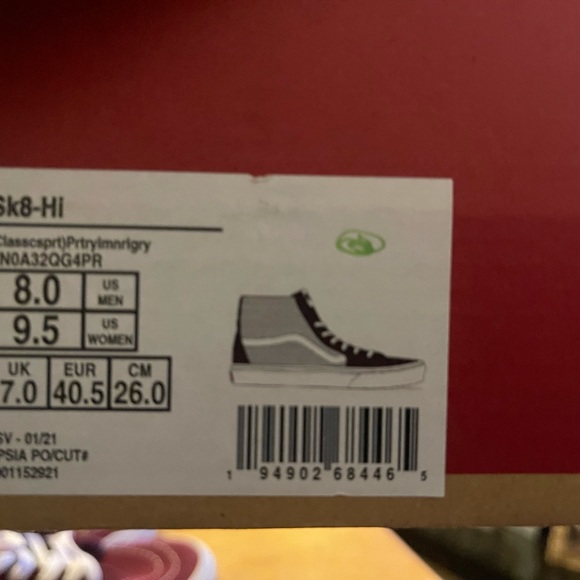 Sk8-Hi
Classcsprt)Prtrylmnrlgry
N0A32QG4PR
8.0 US MEN
9.5 US WOMEN
UK EUR CM
7.0 40.5 26.0
SV - 01/21
PSIA PO/CUT#
01152921
1 94902 68446 5